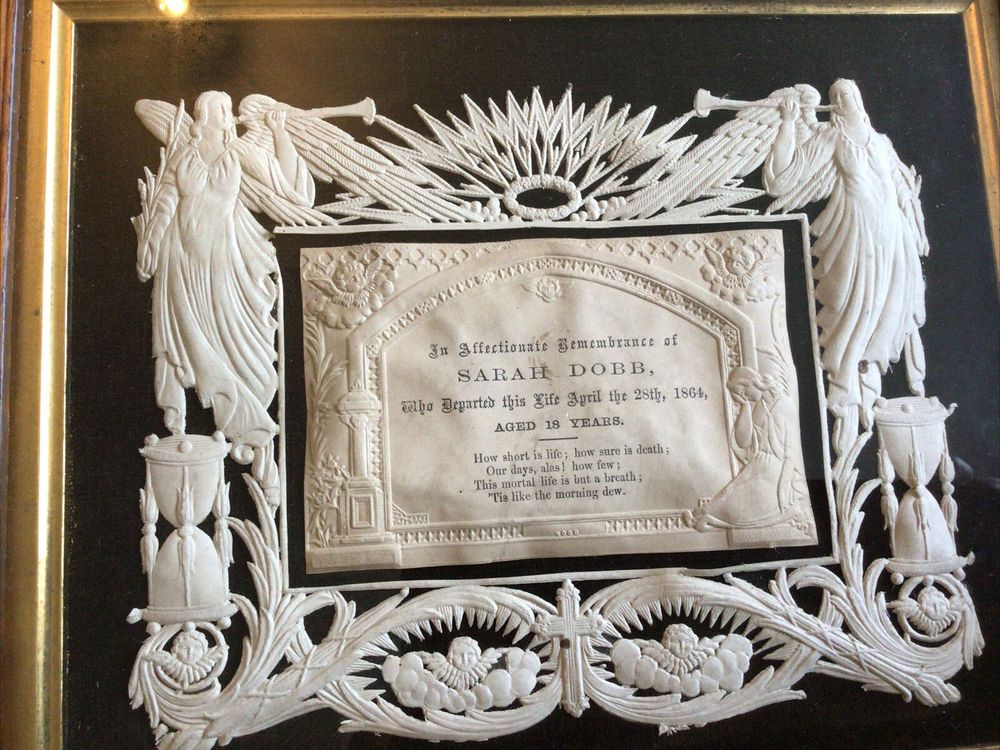 In Affectionate Remembrance of
SARAH DOBB,
Who Departed this Life April the 28th, 1864,
AGED 18 YEARS.
How short is life; how sure is death;
Our days, alas! how few;
This mortal life is but a breath;
'Tis like the morning dew.